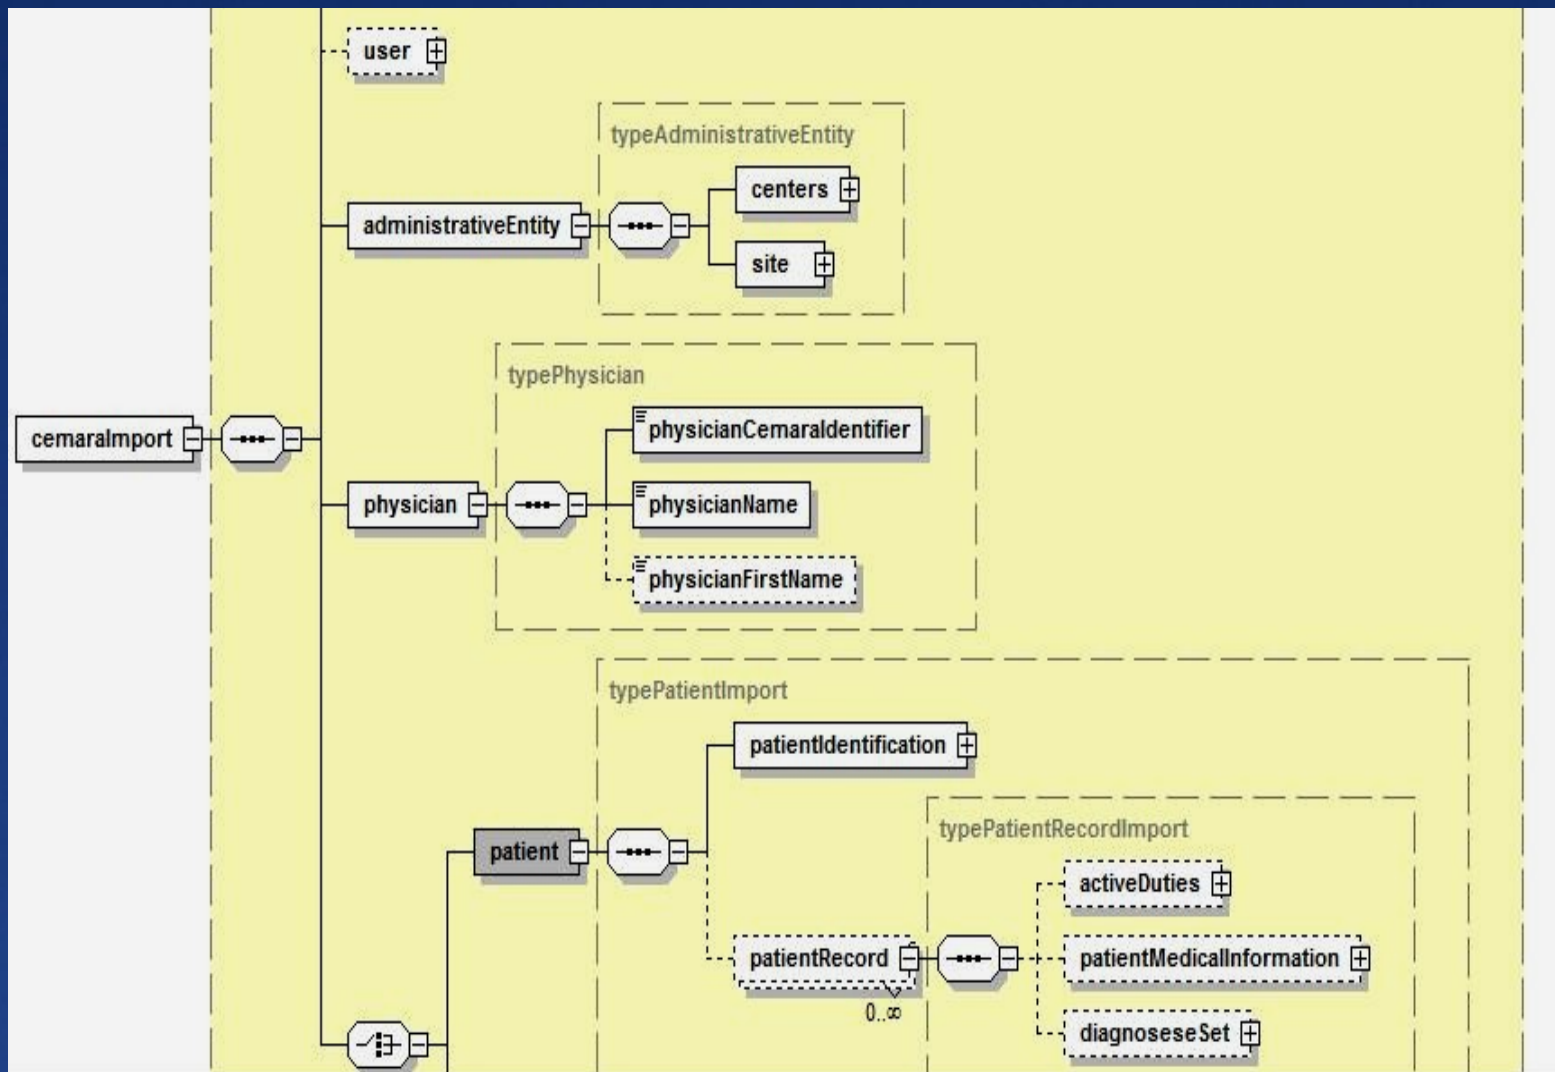 user
typeAdministrativeEntity
centers
administrativeEntity
site
typePhysician
physicianCemaraIdentifier
cemaraImport
physician
physicianName
physicianFirstName
typePatientImport
patientIdentification
typePatientRecordImport
patient
activeDuties
patientRecord
patientMedicalInformation
0..∞
diagnoseseSet